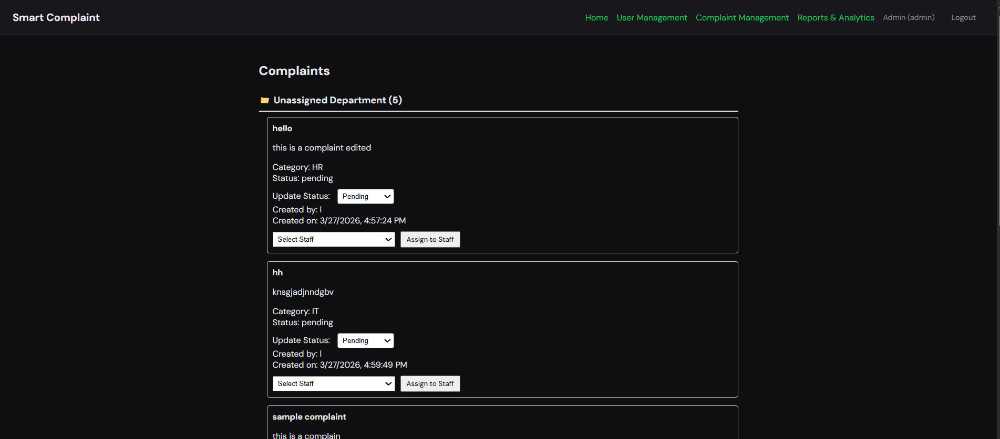 Smart Complaint
Home User Management Complaint Management Reports & Analytics Admin (admin) Logout
Complaints
Unassigned Department (5)
hello
this is a complaint edited
Category: HR
Status: pending
Update Status: Pending
Created by: l
Created on: 3/27/2026, 4:57:24 PM
Select Staff Assign to Staff
hh
knsgjadjnndgbv
Category: IT
Status: pending
Update Status: Pending
Created by: l
Created on: 3/27/2026, 4:59:49 PM
Select Staff Assign to Staff
sample complaint
this is a complain